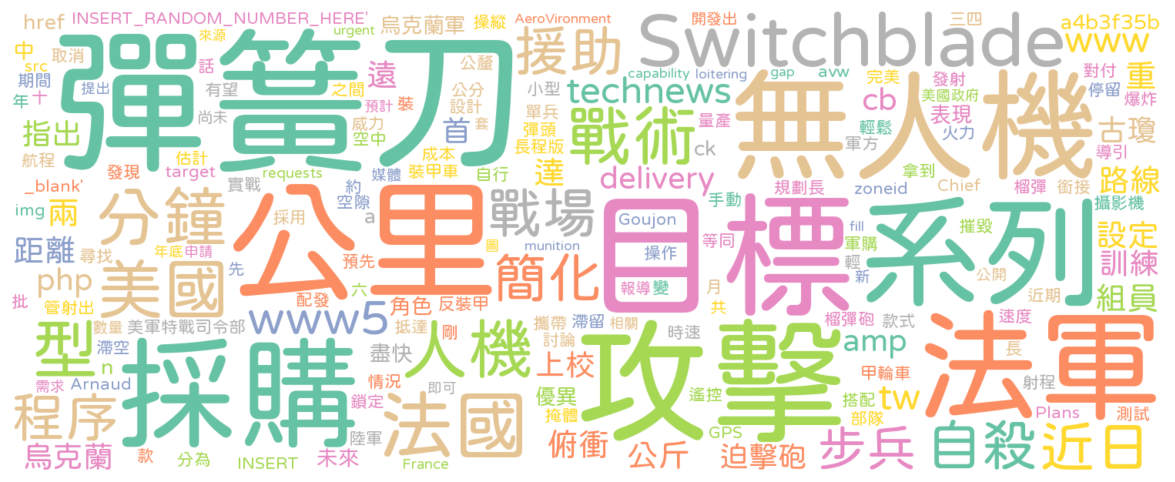 href INSERT_RANDOM_NUMBER_HERE' 來源 urgent 烏克蘭軍 操縱 AeroVironment 開發出 三四 a4b3f35b
中 取消 彈簧刀 援助 Switchblade www
src 期間 話 遠 公釐 capability loitering gap avw 完美 發射 對付 重
年 十 提出 有望 之間 公分 小型 technews 無人機 美國政府 停留
指出 尚未 預計 裝 設計 單兵 量產 cb 表現 爆炸
首 威力 套 彈頭 戰術 輕鬆 火力 古瓊
航程 估計 空中 成本 長程版 ck 軍方 導引
_blank' 發現 target 實戰 requests 媒體 裝甲車 自行 達 delivery 規劃長 zoneid 拿到 Chief 榴彈 銜接 路線
img 兩 分鐘 約 空隙 a 公里 戰場 Goujon 目標 手動 系列 fill 摧毀 攝影機
距離 採用 操作 等同 軍購 設定
年底 申請 圖 munition 輕 新 公開 訓練
php 尋找 先 預先 簡化 報導 變 月 近期
批 管射出 美國 配發 六 角色 反裝甲 共 榴彈砲 款式 速度 組員
型 數量 美軍特戰司令部 www5 抵達 剛 攜帶 滯留 相關 時速 長
滯空 n 採購 盡快 人機 討論 上校 攻擊 amp 甲輪車 射程 法軍
需求 Arnaud 情況 即可 優異 遙控 搭配 tw
程序 鎖定 法國 掩體 部隊 Plans 測試
烏克蘭 款 分為 INSERT 未來 陸軍 France 俯衝 公斤 GPS 迫擊砲 步兵 自殺 近日